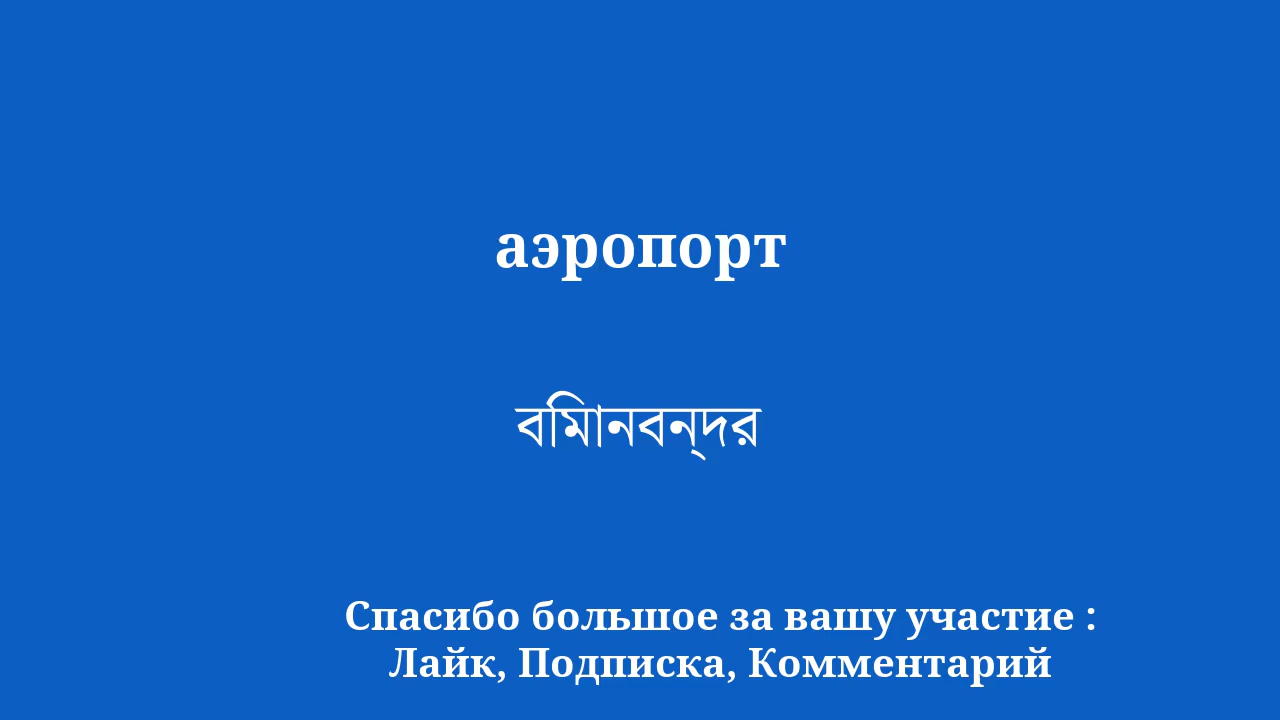 аэропорт
বিমানবন্দর
Спасибо большое за вашу участие :
Лайк, Подписка, Комментарий